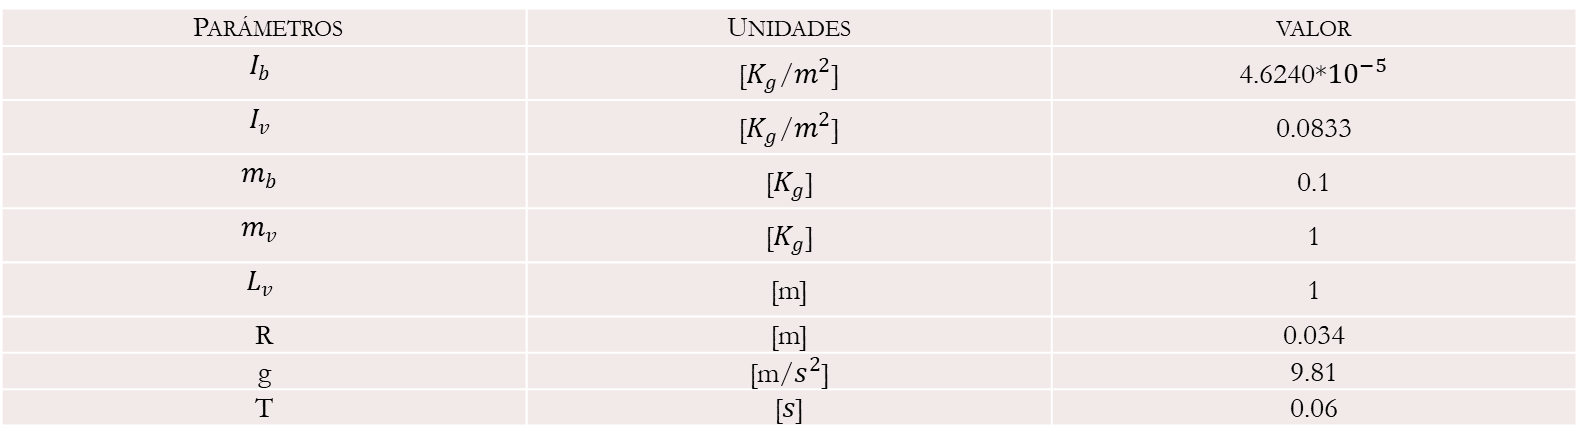 PARÁMETROS UNIDADES VALOR
I_b [K_g/m^2] 4.6240*10^{-5}
I_v [K_g/m^2] 0.0833
m_b [K_g] 0.1
m_v [K_g] 1
L_v [m] 1
R [m] 0.034
g [m/s^2] 9.81
T [s] 0.06